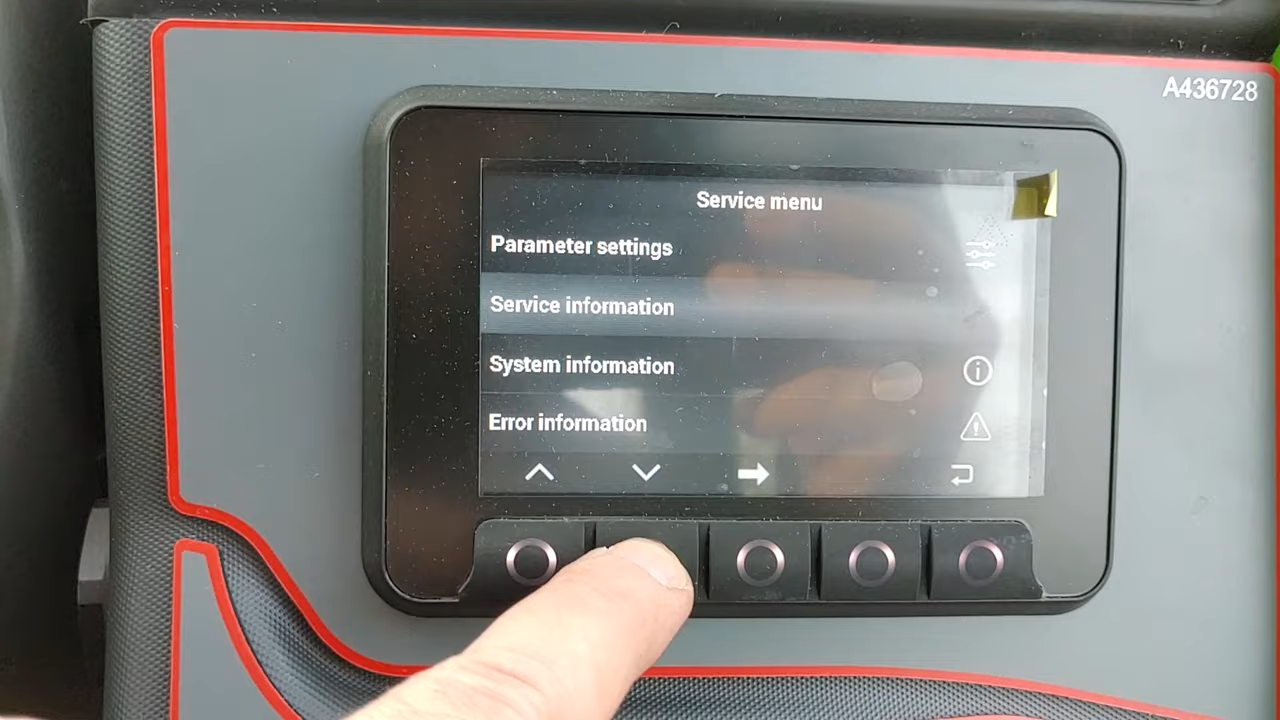 A436728
Service menu
Parameter settings
Service information
System information
Error information